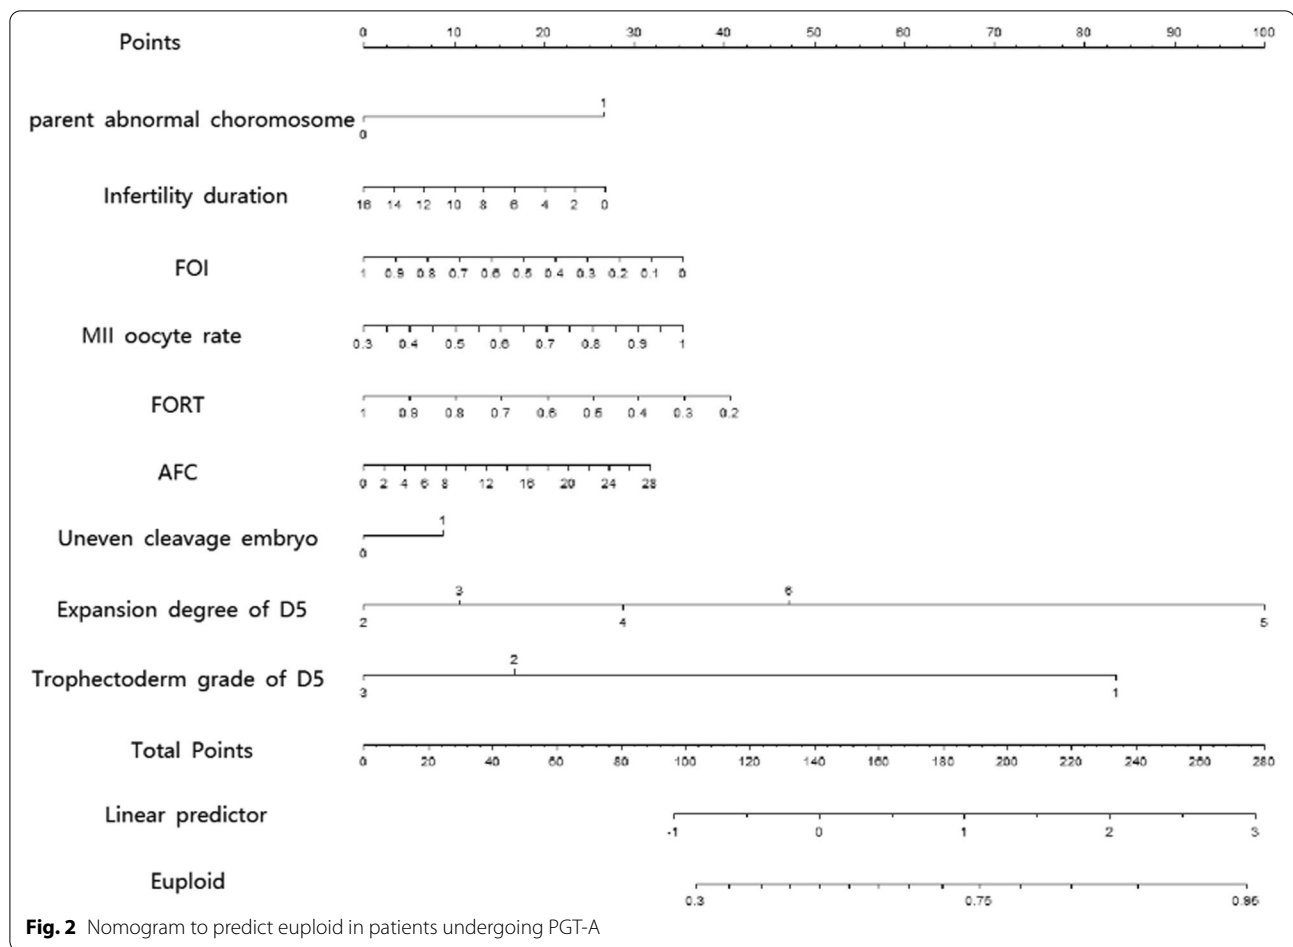 Points 0 10 20 30 40 50 60 70 80 90 100
1
parent abnormal choromosome
0
Infertility duration
16 14 12 10 8 6 4 2 0
FOI
1 0.9 0.8 0.7 0.6 0.5 0.4 0.3 0.2 0.1 0
MII oocyte rate
0.3 0.4 0.5 0.6 0.7 0.8 0.9 1
FORT
1 0.9 0.8 0.7 0.6 0.5 0.4 0.3 0.2
AFC
0 2 4 6 8 12 16 20 24 28
1
Uneven cleavage embryo
0
3 6
Expansion degree of D5
2 4 5
2
Trophectoderm grade of D5
3 1
Total Points
0 20 40 60 80 100 120 140 160 180 200 220 240 260 280
Linear predictor
-1 0 1 2 3
Euploid
0.3 0.75 0.95
Fig. 2 Nomogram to predict euploid in patients undergoing PGT-A